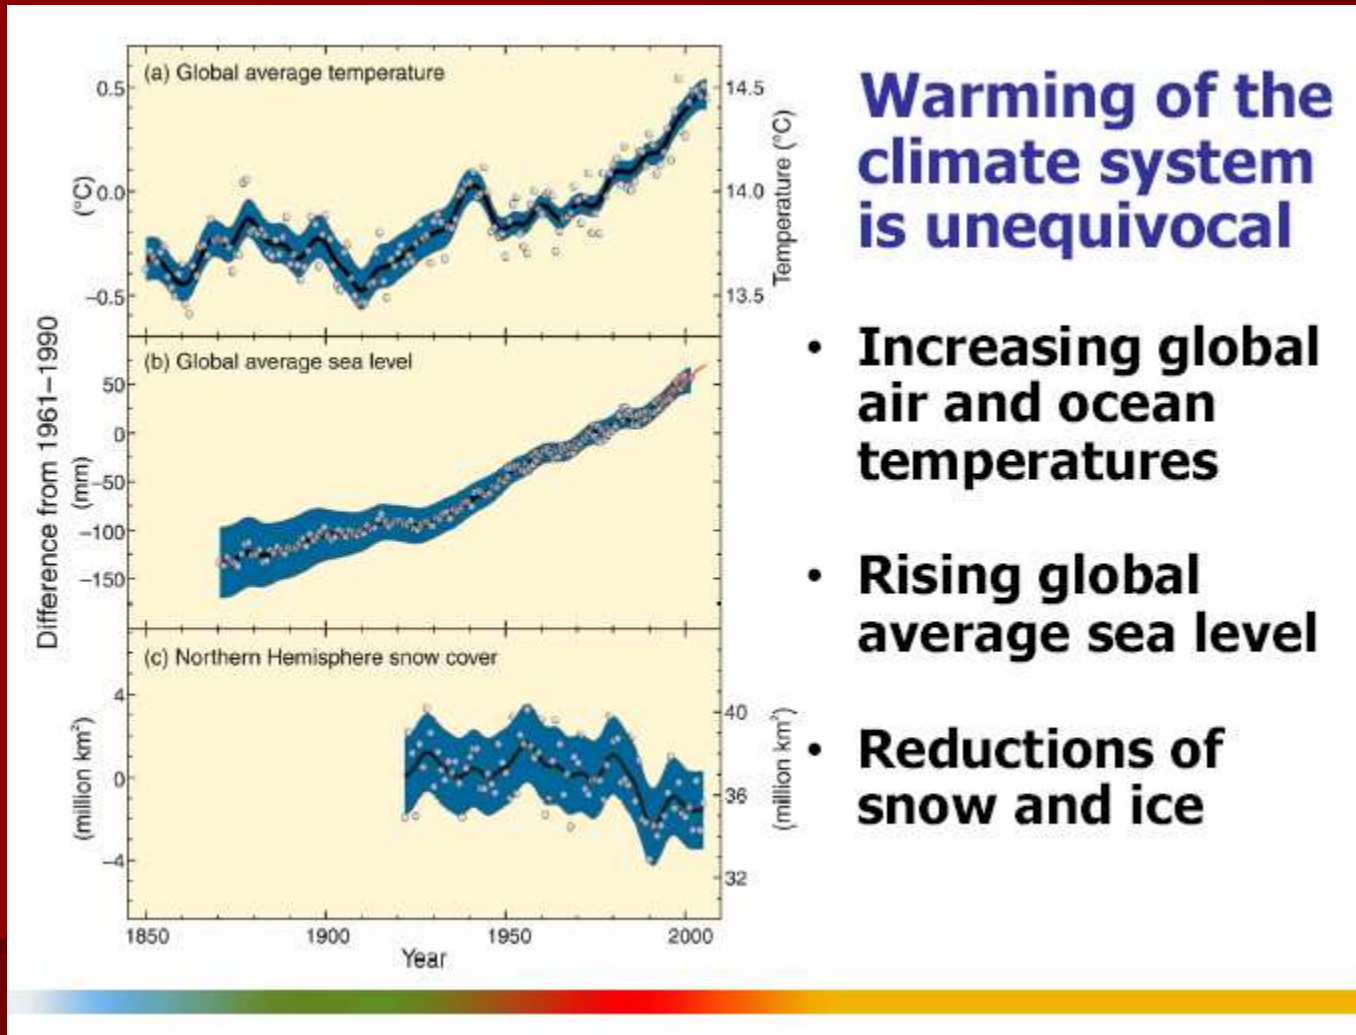 (a) Global average temperature
0.5
0.0
−0.5
(°C)
14.5
14.0
13.5
Temperature (°C)
Difference from 1961–1990
(b) Global average sea level
50
0
−50
−100
−150
(mm)
(c) Northern Hemisphere snow cover
4
0
−4
(million km²)
40
36
32
(million km²)
1850 1900 1950 2000
Year
Warming of the
climate system
is unequivocal
• Increasing global
air and ocean
temperatures
• Rising global
average sea level
• Reductions of
snow and ice